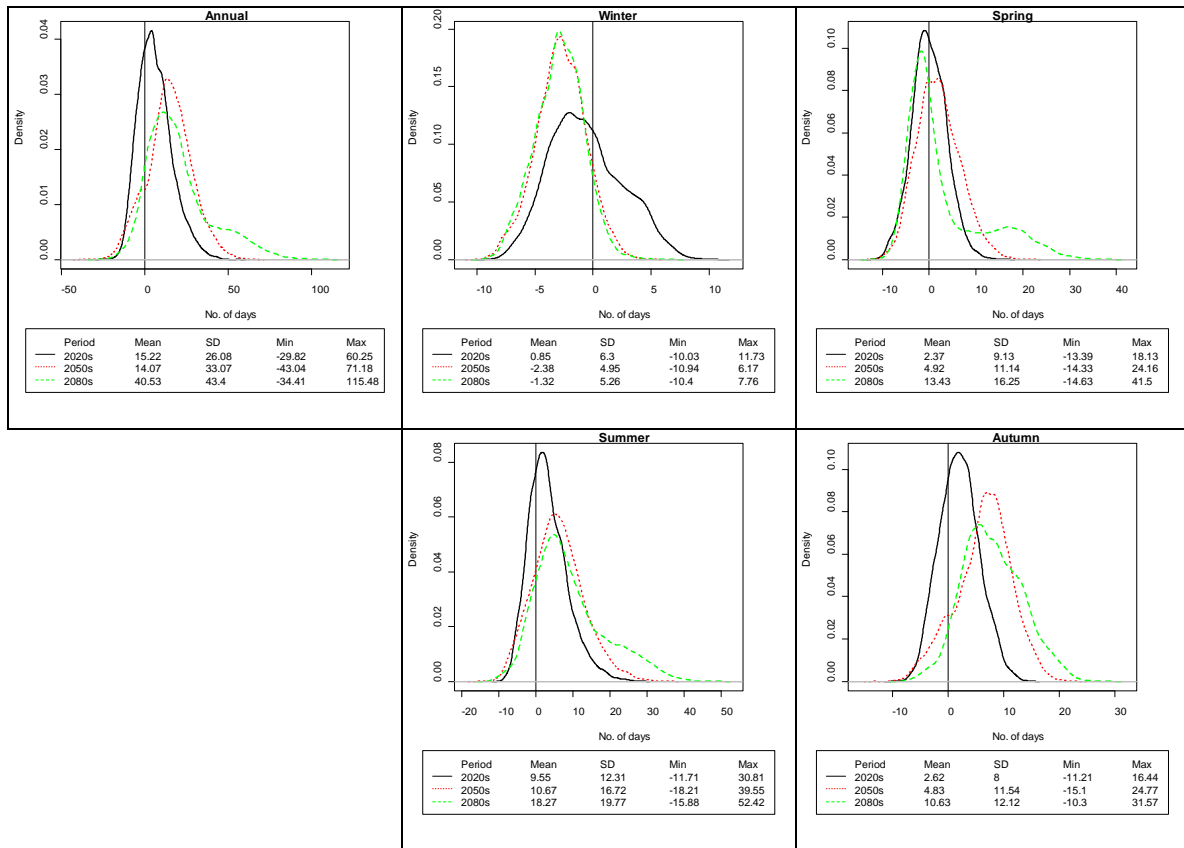 Annual
Density
0.00 0.01 0.02 0.03 0.04
-50 0 50 100
No. of days
Period Mean SD Min Max
2020s 15.22 26.08 -29.82 60.25
2050s 14.07 33.07 -43.04 71.18
2080s 40.53 43.4 -34.41 115.48
Winter
Density
0.00 0.05 0.10 0.15 0.20
-10 -5 0 5 10
No. of days
Period Mean SD Min Max
2020s 0.85 6.3 -10.03 11.73
2050s -2.38 4.95 -10.94 6.17
2080s -1.32 5.26 -10.4 7.76
Spring
Density
0.00 0.02 0.04 0.06 0.08 0.10
-10 0 10 20 30 40
No. of days
Period Mean SD Min Max
2020s 2.37 9.13 -13.39 18.13
2050s 4.92 11.14 -14.33 24.16
2080s 13.43 16.25 -14.63 41.5
Summer
Density
0.00 0.02 0.04 0.06 0.08
-20 -10 0 10 20 30 40 50
No. of days
Period Mean SD Min Max
2020s 9.55 12.31 -11.71 30.81
2050s 10.67 16.72 -18.21 39.55
2080s 18.27 19.77 -15.88 52.42
Autumn
Density
0.00 0.02 0.04 0.06 0.08 0.10
-10 0 10 20 30
No. of days
Period Mean SD Min Max
2020s 2.62 8 -11.21 16.44
2050s 4.83 11.54 -15.1 24.77
2080s 10.63 12.12 -10.3 31.57